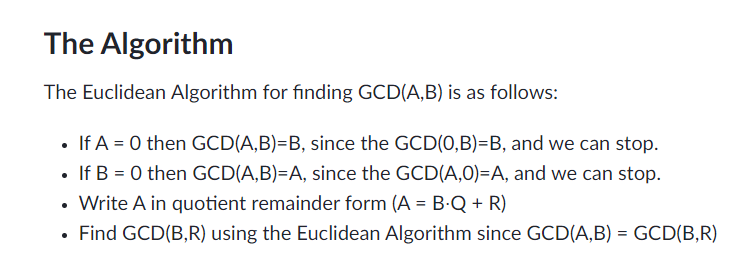 The Algorithm
The Euclidean Algorithm for finding GCD(A,B) is as follows:
• If A = 0 then GCD(A,B)=B, since the GCD(0,B)=B, and we can stop.
• If B = 0 then GCD(A,B)=A, since the GCD(A,0)=A, and we can stop.
• Write A in quotient remainder form (A = B⋅Q + R)
• Find GCD(B,R) using the Euclidean Algorithm since GCD(A,B) = GCD(B,R)